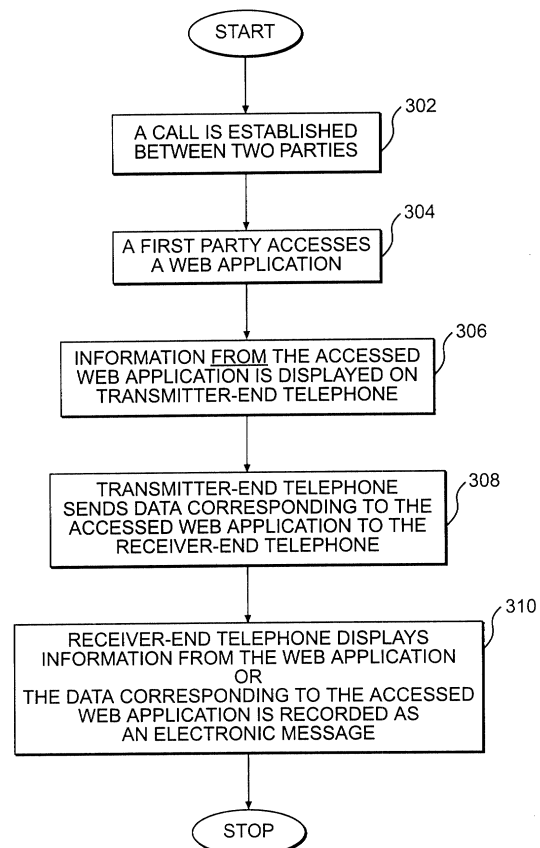 START
302
A CALL IS ESTABLISHED
BETWEEN TWO PARTIES
304
A FIRST PARTY ACCESSES
A WEB APPLICATION
306
INFORMATION FROM THE ACCESSED
WEB APPLICATION IS DISPLAYED ON
TRANSMITTER-END TELEPHONE
308
TRANSMITTER-END TELEPHONE
SENDS DATA CORRESPONDING TO THE
ACCESSED WEB APPLICATION TO THE
RECEIVER-END TELEPHONE
310
RECEIVER-END TELEPHONE DISPLAYS
INFORMATION FROM THE WEB APPLICATION
OR
THE DATA CORRESPONDING TO THE ACCESSED
WEB APPLICATION IS RECORDED AS
AN ELECTRONIC MESSAGE
STOP